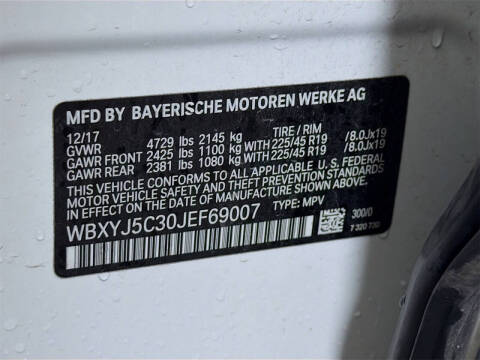 MFD BY BAYERISCHE MOTOREN WERKE AG
12/17
GVWR 4729 lbs 2145 kg TIRE / RIM
GAWR FRONT 2425 lbs 1100 kg WITH 225/45 R19 /8.0Jx19
GAWR REAR 2381 lbs 1080 kg WITH 225/45 R19 /8.0Jx19
THIS VEHICLE CONFORMS TO ALL APPLICABLE U.S. FEDERAL
MOTOR VEHICLE SAFETY, BUMPER, AND THEFT PREVENTION
STANDARDS IN EFFECT ON THE DATE OF MANUFACTURE SHOWN ABOVE.
WBXYJ5C30JEF69007 TYPE: MPV
300/0